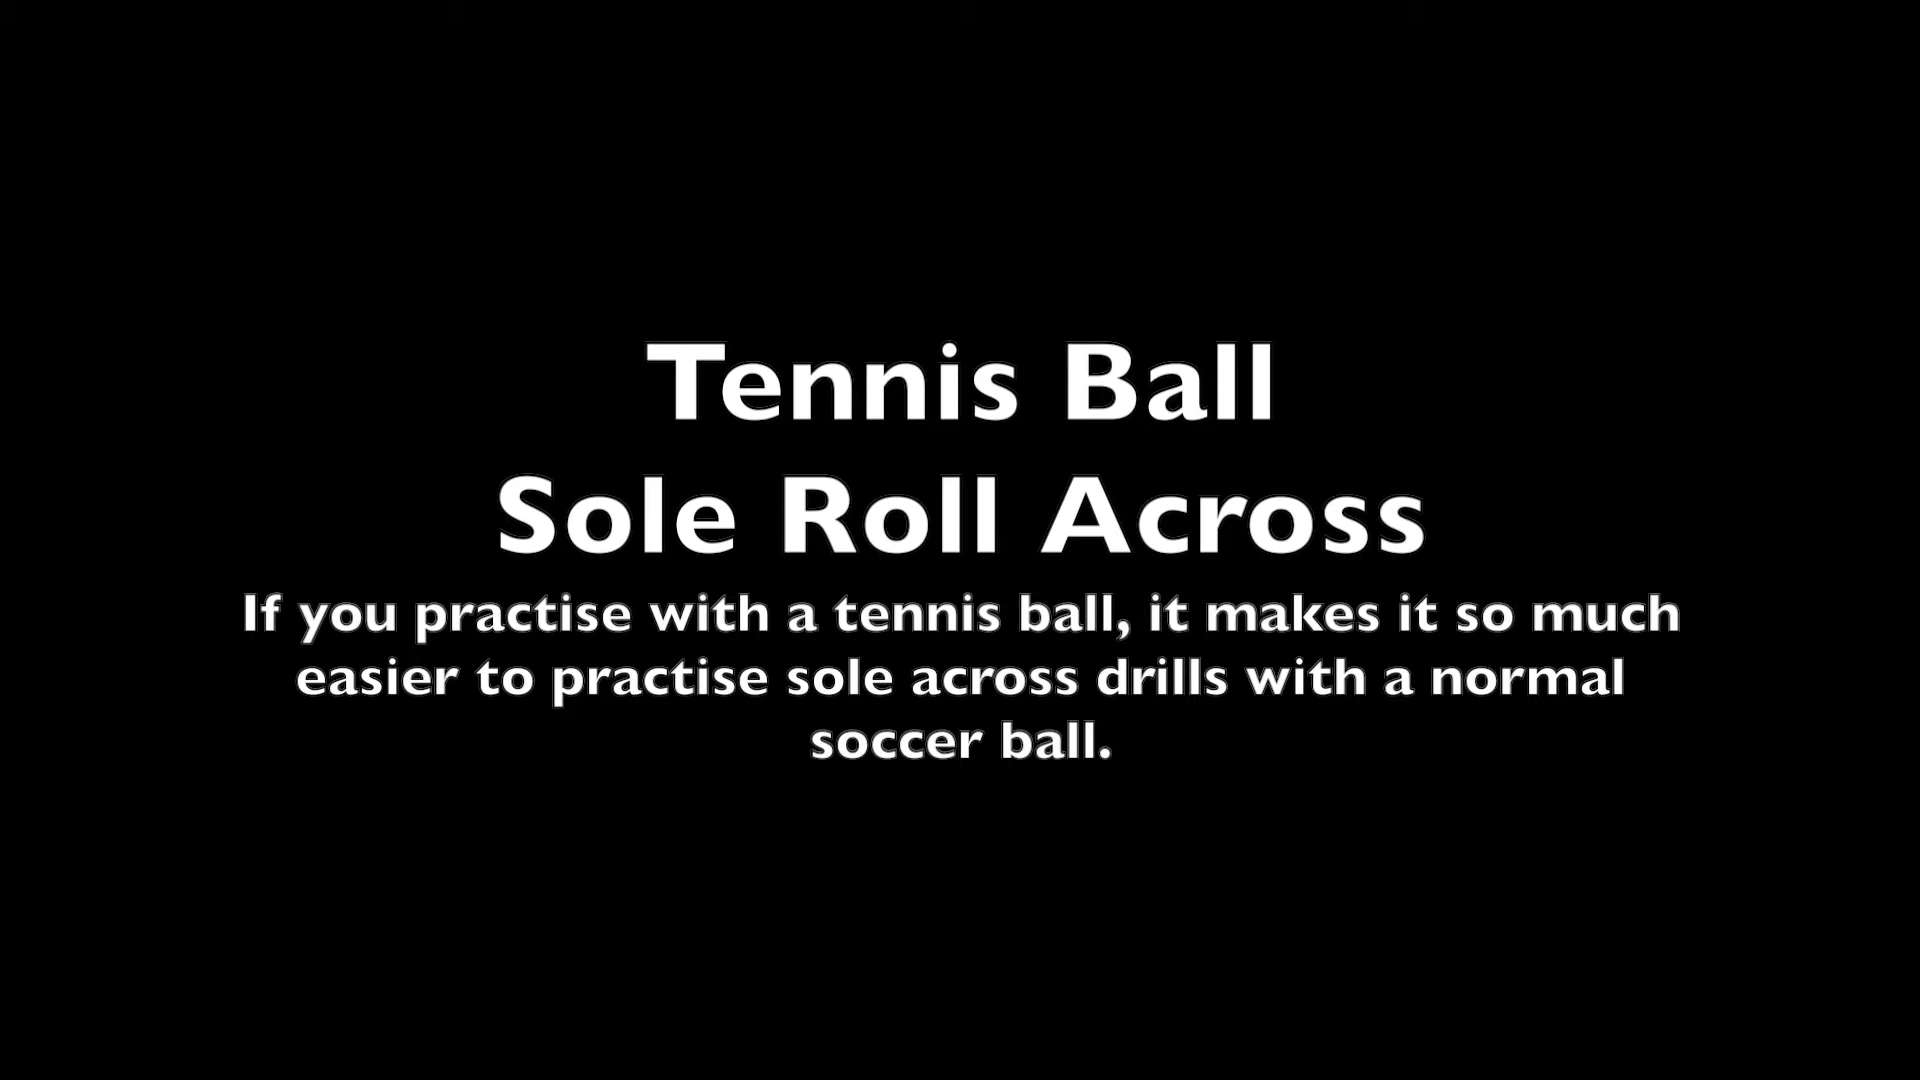 Tennis Ball
Sole Roll Across
If you practise with a tennis ball, it makes it so much
easier to practise sole across drills with a normal
soccer ball.